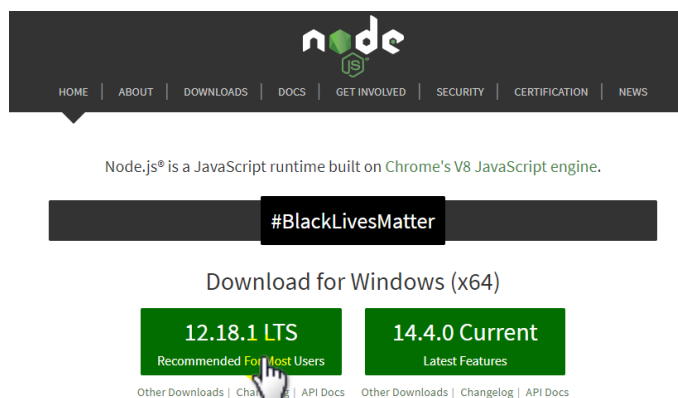 node
JS
HOME | ABOUT | DOWNLOADS | DOCS | GET INVOLVED | SECURITY | CERTIFICATION | NEWS
Node.js® is a JavaScript runtime built on Chrome's V8 JavaScript engine.
#BlackLivesMatter
Download for Windows (x64)
12.18.1 LTS 14.4.0 Current
Recommended For Most Users Latest Features
Other Downloads | | API Docs Other Downloads | Changelog | API Docs